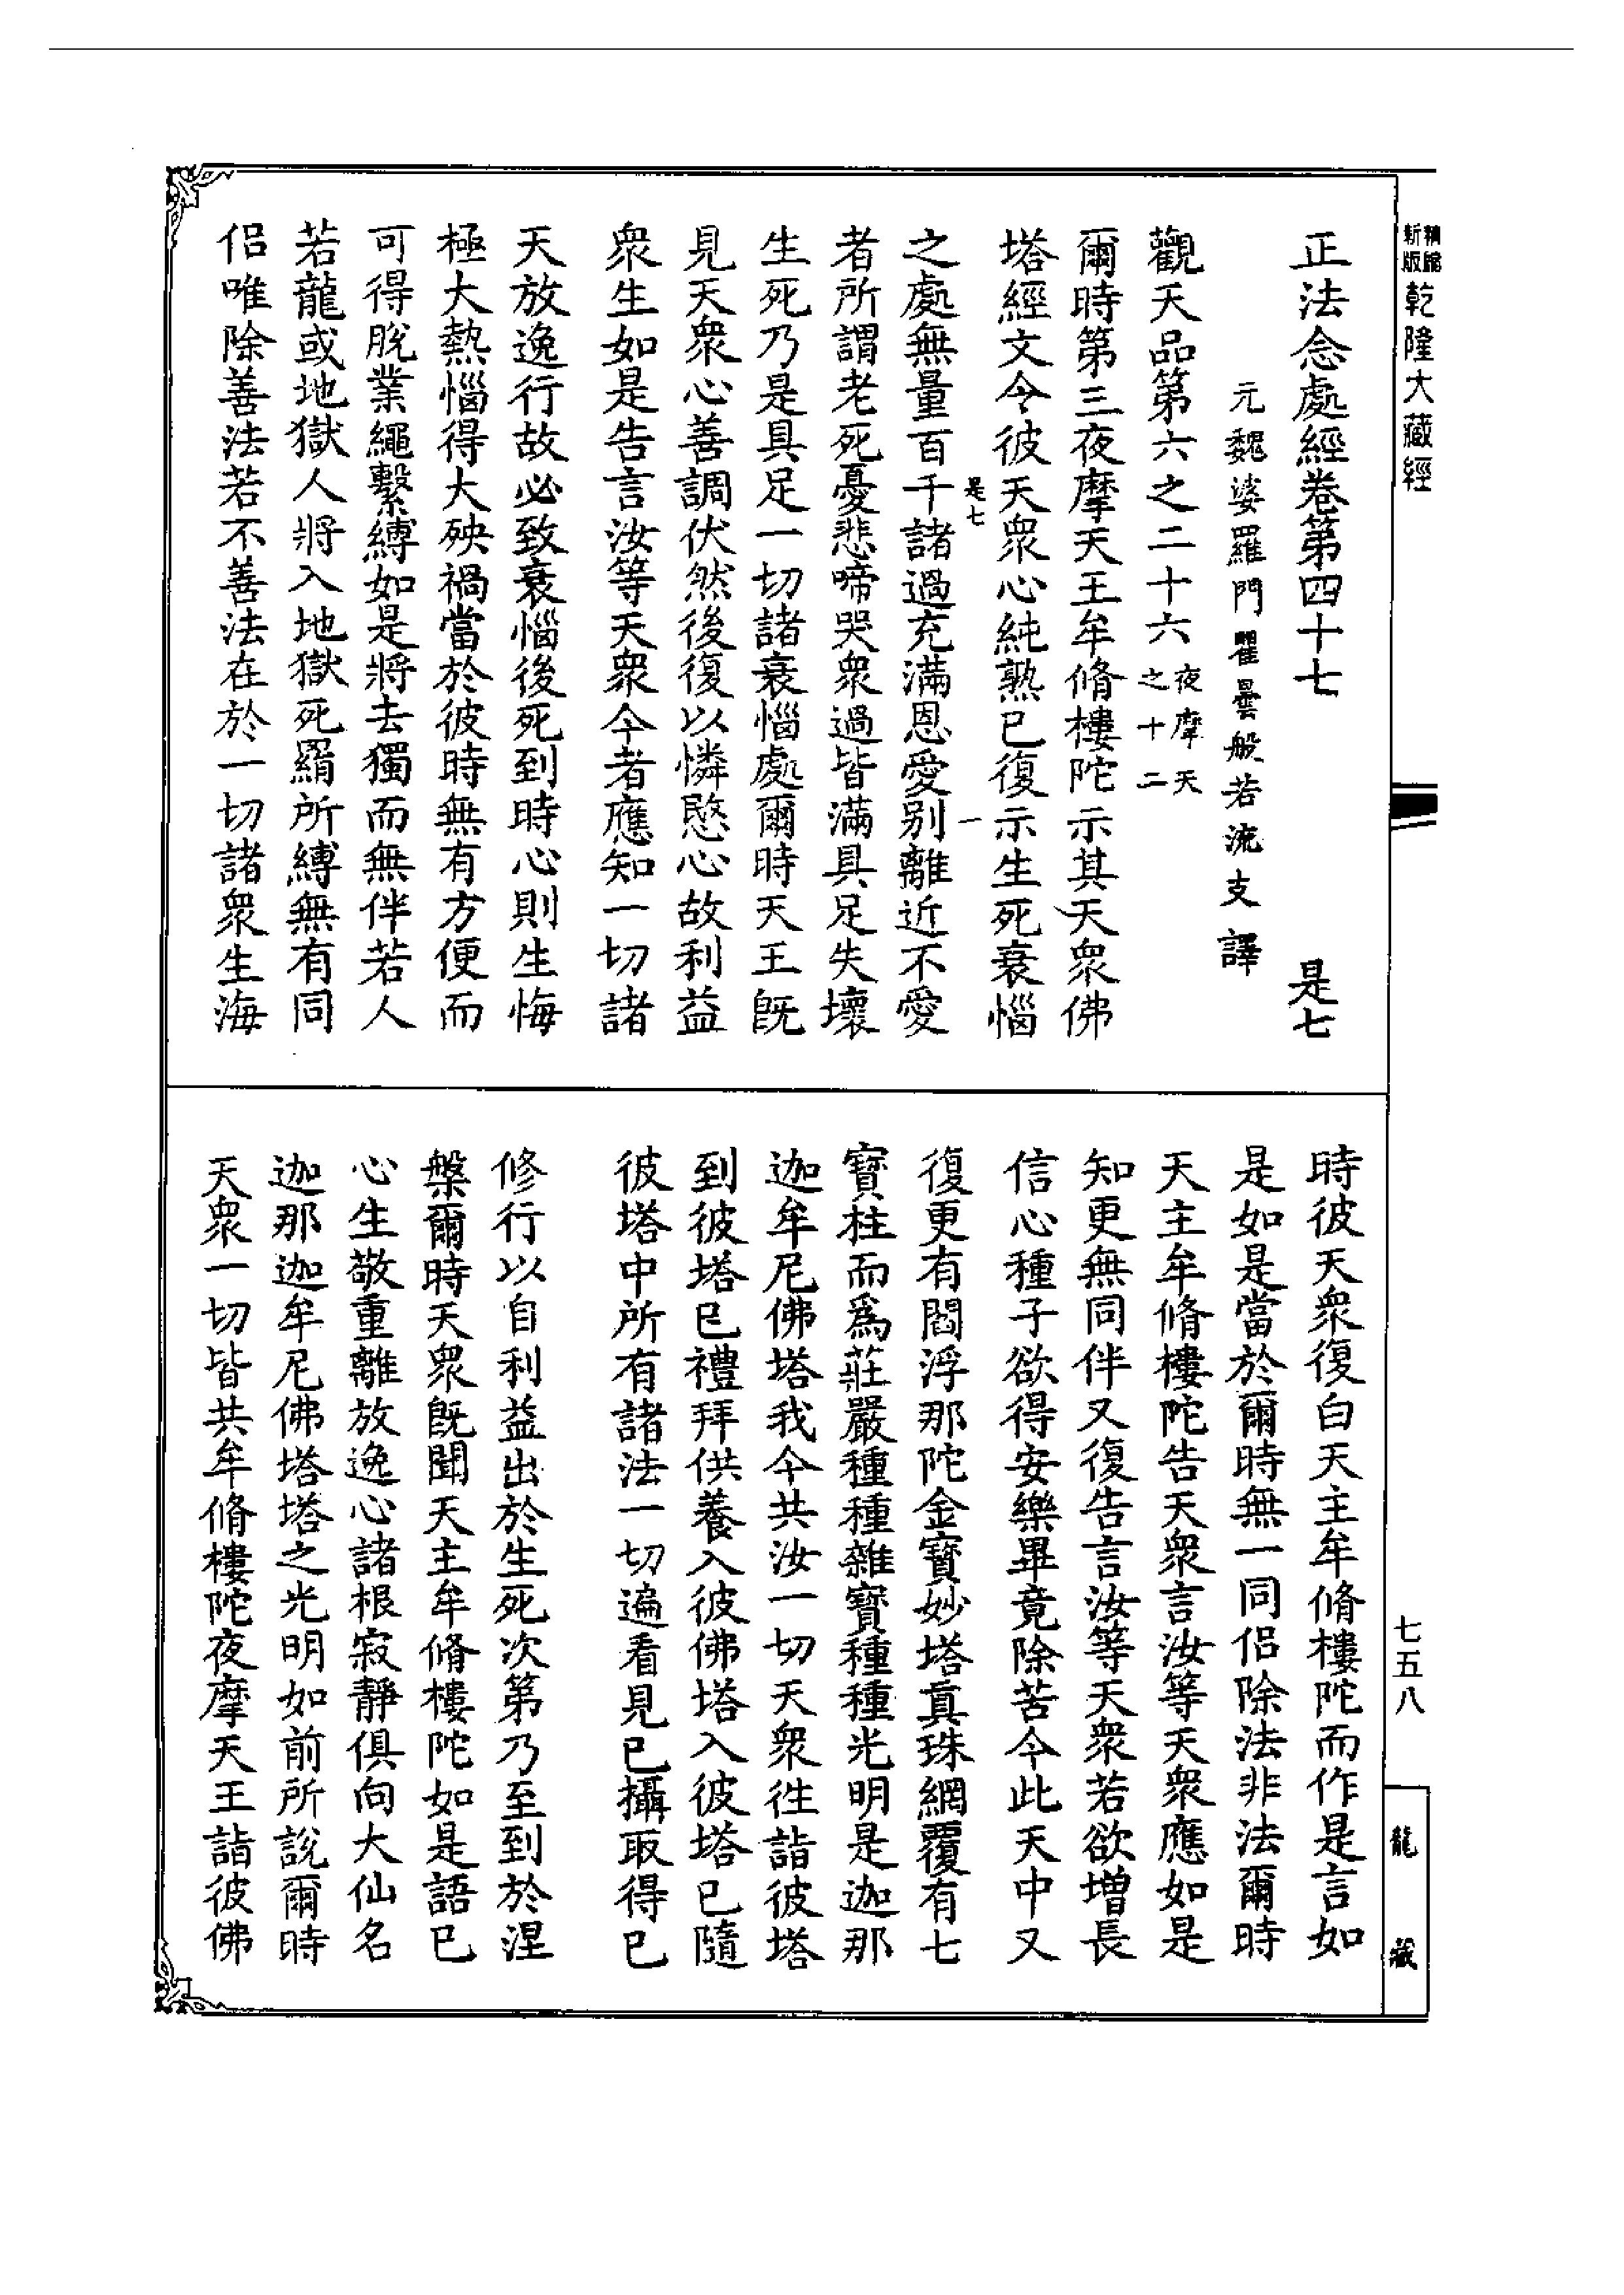 精縮新版乾隆大藏經
正法念處經卷第四十七 是七
元魏婆羅門瞿曇般若流支 譯
觀天品第六之二十六 夜摩天之十二
爾時第三夜摩天王牟脩樓陀示其天衆佛
塔經文令彼天衆心純熟已復示生死衰惱
是七 一
之處無量百千諸過充滿恩愛別離近不愛
者所謂老死憂悲啼哭衆過皆滿具足失壞
生死乃是具足一切諸衰惱處爾時天王旣
見天衆心善調伏然後復以憐愍心故利益
衆生如是告言汝等天衆今者應知一切諸
天放逸行故必致衰惱後死到時心則生悔
極大熱惱得大殃禍當於彼時無有方便而
可得脫業繩繫縛如是將去獨而無伴若人
若龍或地獄人將入地獄死羂所縛無有同
侶唯除善法若不善法在於一切諸衆生海
時彼天衆復白天主牟脩樓陀而作是言如
是如是當於爾時無一同侶除法非法爾時
天主牟脩樓陀告天衆言汝等天衆應如是
知更無同伴又復告言汝等天衆若欲增長
信心種子欲得安樂畢竟除苦今此天中又
復更有閻浮那陀金寶妙塔眞珠網覆有七
寶柱而爲莊嚴種種雜寶種種光明是迦那
迦牟尼佛塔我今共汝一切天衆往詣彼塔
到彼塔已禮拜供養入彼佛塔入彼塔已隨
彼塔中所有諸法一切遍看見已攝取得已
修行以自利益出於生死次第乃至到於涅
槃爾時天衆旣聞天主牟脩樓陀如是語已
心生敬重離放逸心諸根寂靜俱向大仙名
迦那迦牟尼佛塔塔之光明如前所說爾時
天衆一切皆共牟脩樓陀夜摩天王詣彼佛
七五八
龍藏